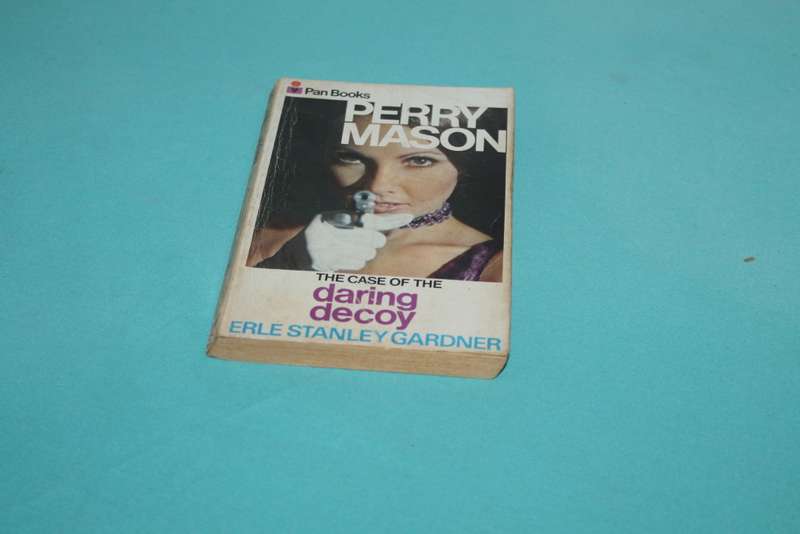 Pan Books
PERRY
MASON
THE CASE OF THE
daring
decoy
ERLE STANLEY GARDNER